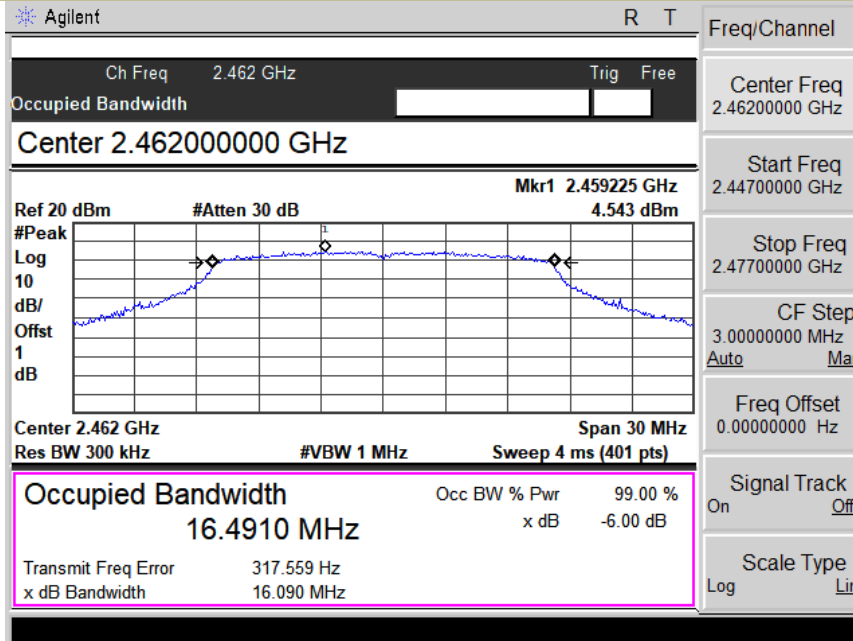 Agilent R T
Ch Freq 2.462 GHz Trig Free
Occupied Bandwidth
Center 2.462000000 GHz
Mkr1 2.459225 GHz
Ref 20 dBm #Atten 30 dB 4.543 dBm
#Peak
1
Log
10
dB/
Offst
1
dB
Center 2.462 GHz Span 30 MHz
Res BW 300 kHz #VBW 1 MHz Sweep 4 ms (401 pts)
Occupied Bandwidth Occ BW % Pwr 99.00 %
16.4910 MHz x dB -6.00 dB
Transmit Freq Error 317.559 Hz
x dB Bandwidth 16.090 MHz
Freq/Channel
Center Freq
2.46200000 GHz
Start Freq
2.44700000 GHz
Stop Freq
2.47700000 GHz
CF Step
3.00000000 MHz
Auto Ma
Freq Offset
0.00000000 Hz
Signal Track
On Off
Scale Type
Log Lin